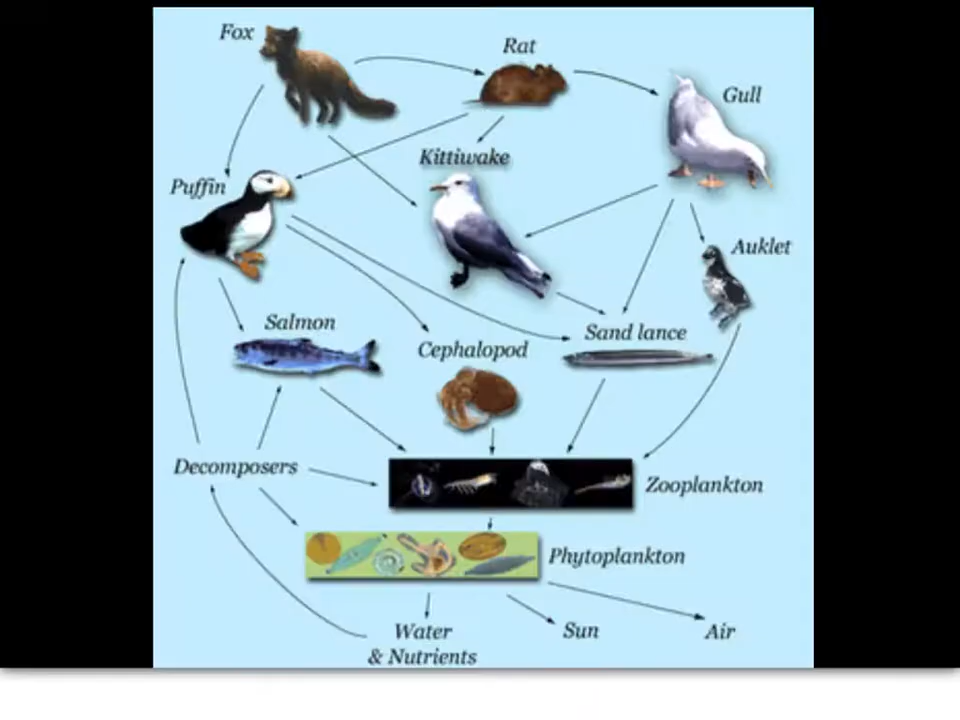 Fox
Rat
Gull
Kittiwake
Puffin
Auklet
Salmon
Sand lance
Cephalopod
Decomposers
Zooplankton
Phytoplankton
Water
& Nutrients
Sun
Air